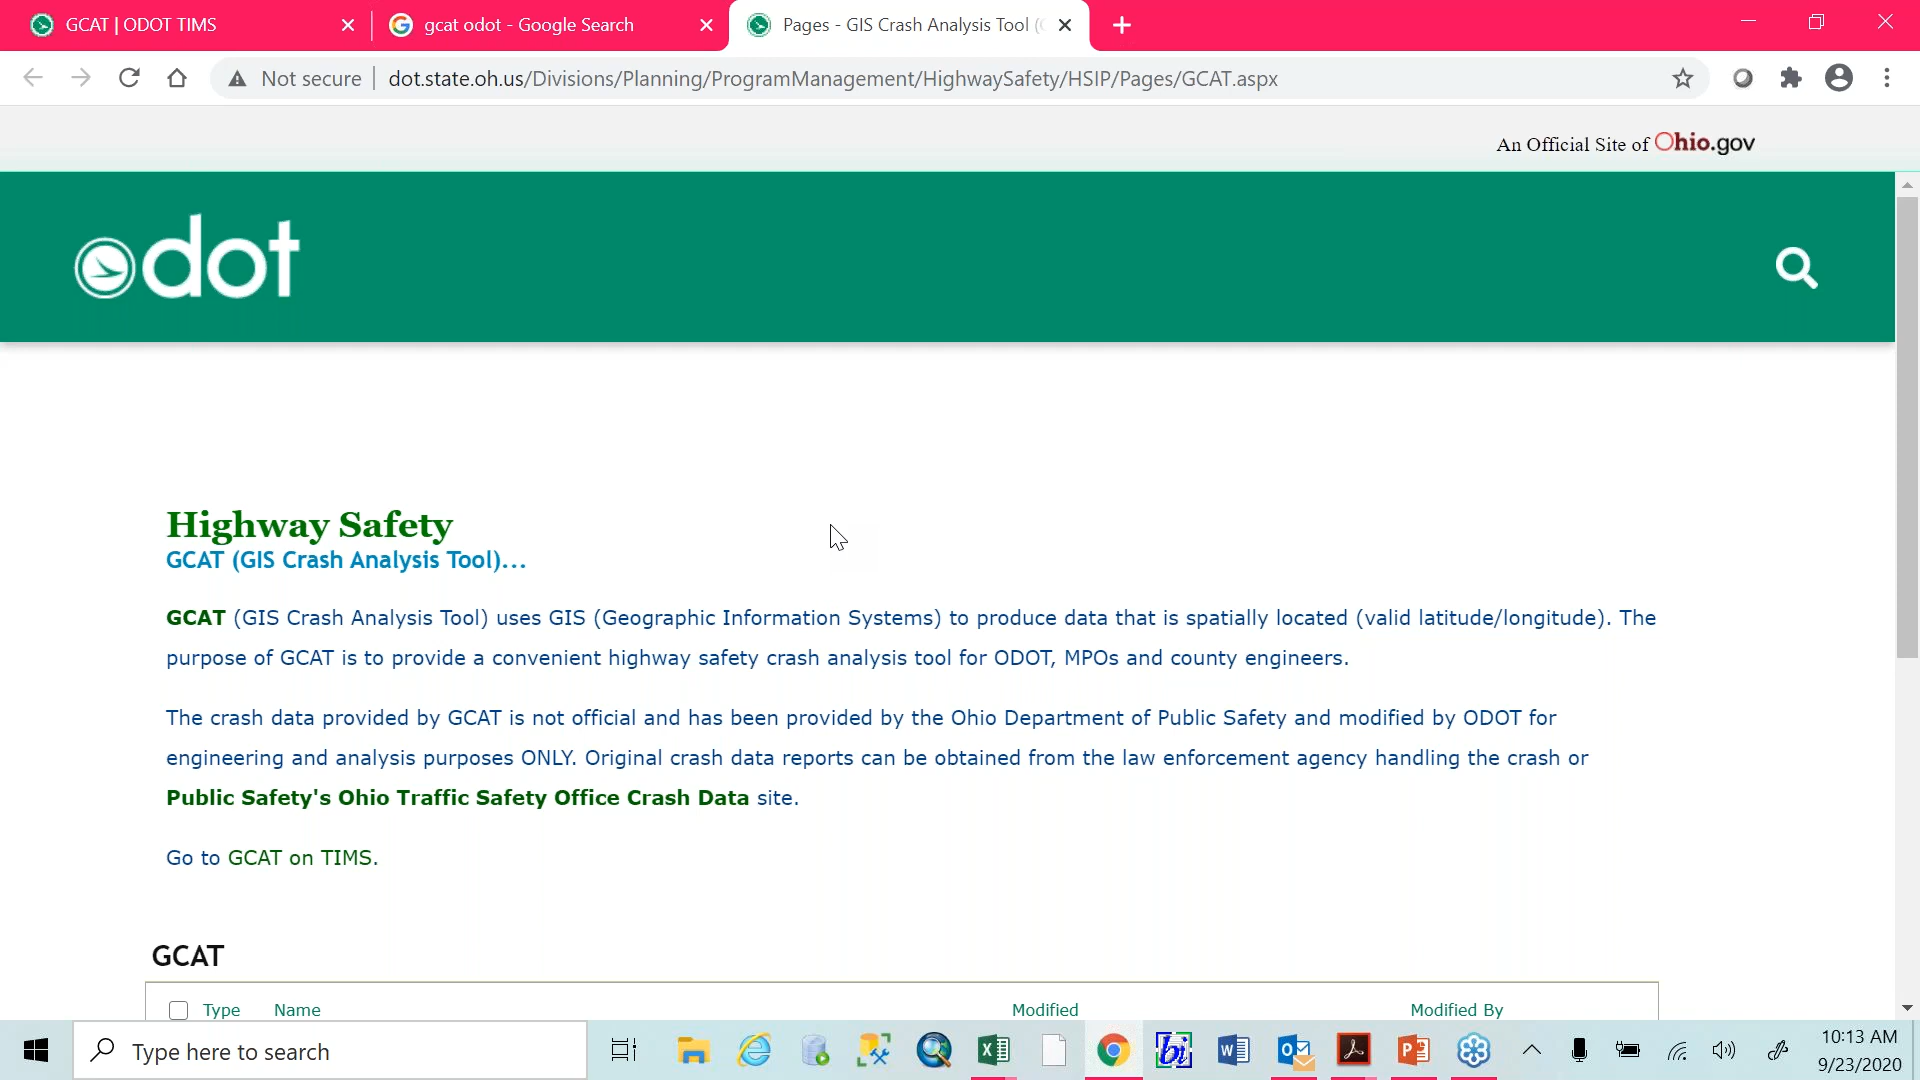 GCAT | ODOT TIMS
gcat odot - Google Search
Pages - GIS Crash Analysis Tool (
Not secure
dot.state.oh.us/Divisions/Planning/ProgramManagement/HighwaySafety/HSIP/Pages/GCAT.aspx
An Official Site of Ohio.gov
odot
Highway Safety
GCAT (GIS Crash Analysis Tool)...
GCAT (GIS Crash Analysis Tool) uses GIS (Geographic Information Systems) to produce data that is spatially located (valid latitude/longitude). The
purpose of GCAT is to provide a convenient highway safety crash analysis tool for ODOT, MPOs and county engineers.
The crash data provided by GCAT is not official and has been provided by the Ohio Department of Public Safety and modified by ODOT for
engineering and analysis purposes ONLY. Original crash data reports can be obtained from the law enforcement agency handling the crash or
Public Safety's Ohio Traffic Safety Office Crash Data site.
Go to GCAT on TIMS.
GCAT
Type Name Modified Modified By
Type here to search
bi
10:13 AM
9/23/2020